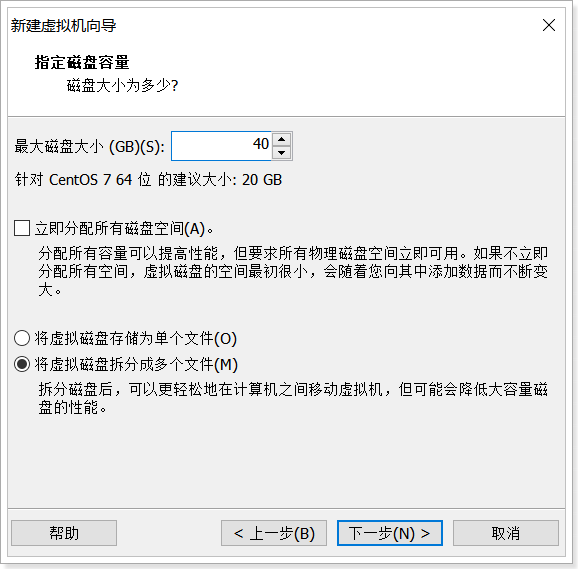 新建虚拟机向导
指定磁盘容量
磁盘大小为多少?
最大磁盘大小 (GB)(S): 40
针对 CentOS 7 64 位 的建议大小: 20 GB
立即分配所有磁盘空间(A)。
分配所有容量可以提高性能，但要求所有物理磁盘空间立即可用。如果不立即
分配所有空间，虚拟磁盘的空间最初很小，会随着您向其中添加数据而不断变
大。
将虚拟磁盘存储为单个文件(O)
将虚拟磁盘拆分成多个文件(M)
拆分磁盘后，可以更轻松地在计算机之间移动虚拟机，但可能会降低大容量磁
盘的性能。
帮助 < 上一步(B) 下一步(N) > 取消